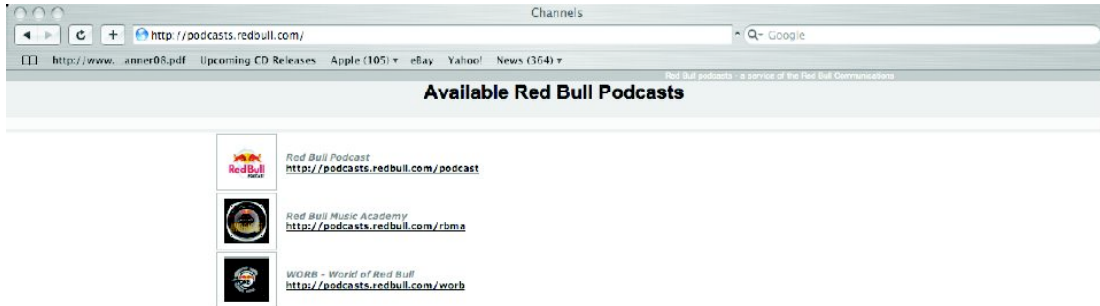 Channels
http://podcasts.redbull.com/
Q- Google
http://www. anner08.pdf Upcoming CD Releases Apple (105) ▾ eBay Yahoo! News (364) ▾
Red Bull podcasts - a service of the Red Bull Communications
Available Red Bull Podcasts
Red Bull
Red Bull Podcast
http://podcasts.redbull.com/podcast
Red Bull Music Academy
http://podcasts.redbull.com/rbma
WORB - World of Red Bull
http://podcasts.redbull.com/worb